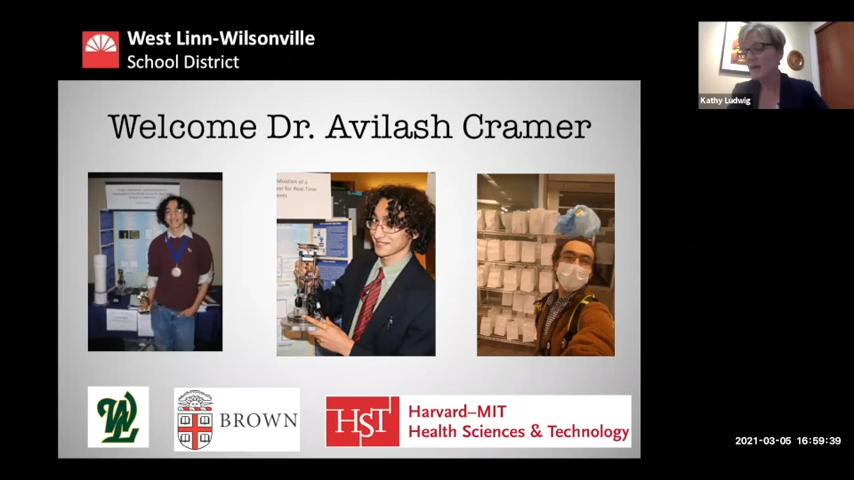 West Linn-Wilsonville
School District
Kathy Ludwig
Welcome Dr. Avilash Cramer
WL
BROWN
HST
Harvard–MIT
Health Sciences & Technology
2021-03-05 16:59:39